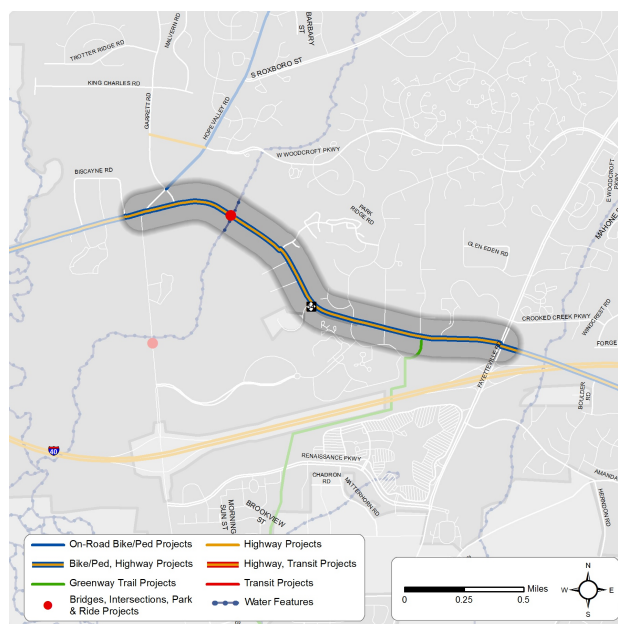 BARBARY
ST
MALVERN RD
TROTTER RIDGE RD
S ROXBORO ST
KING CHARLES RD
GARRETT RD
HOPE VALLEY RD
W WOODCROFT PKWY
BISCAYNE RD
E WOODCROFT
PKWY
PARK
RIDGE RD
MAHONE
GLEN EDEN RD
CROOKED CREEK PKWY
WINDCREST RD
FORGE
FAYETTEVILLE
BOULDER
RD
40
RENAISSANCE PKWY
CHADRON
RD
MATTERHORN RD
AMANDA
HERNDON RD
MORNING
SUN ST
BROOKVIEW
ST
On-Road Bike/Ped Projects
Highway Projects
Bike/Ped, Highway Projects
Highway, Transit Projects
Greenway Trail Projects
Transit Projects
Bridges, Intersections, Park
& Ride Projects
Water Features
Miles
0 0.25 0.5
N
W E
S